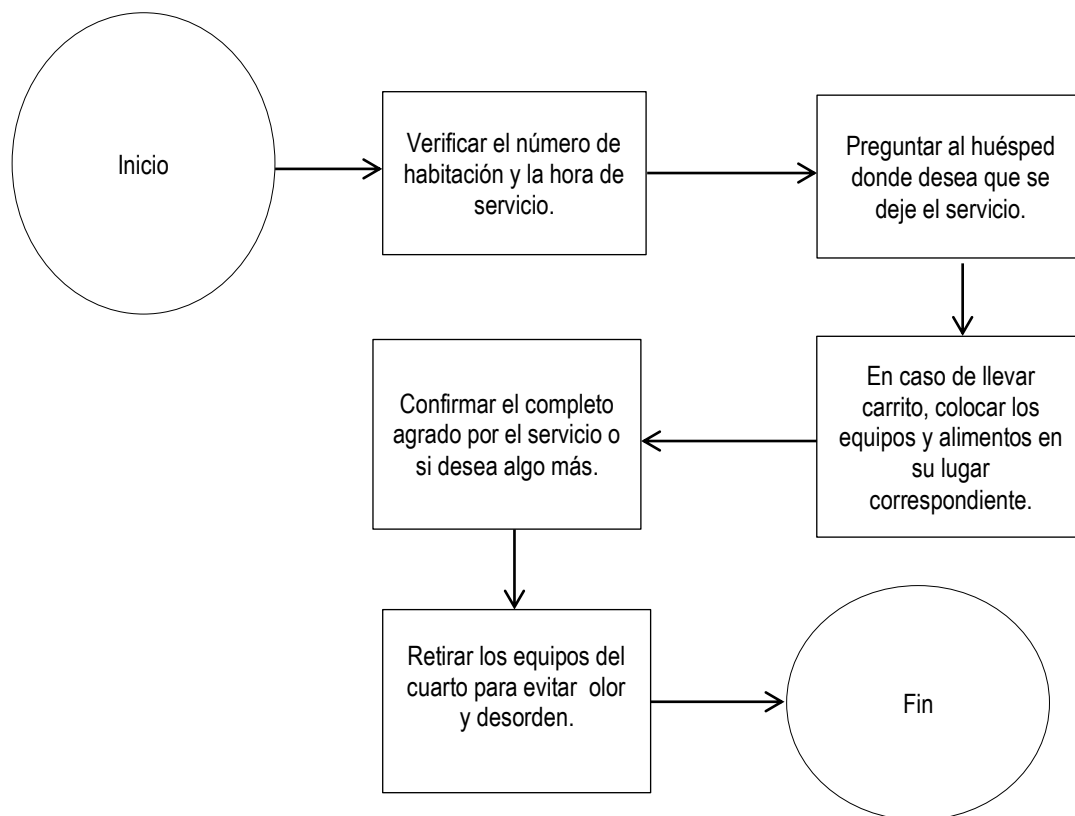 Inicio
Verificar el número de
habitación y la hora de
servicio.
Preguntar al huésped
donde desea que se
deje el servicio.
En caso de llevar
carrito, colocar los
equipos y alimentos en
su lugar
correspondiente.
Confirmar el completo
agrado por el servicio o
si desea algo más.
Retirar los equipos del
cuarto para evitar  olor
y desorden.
Fin